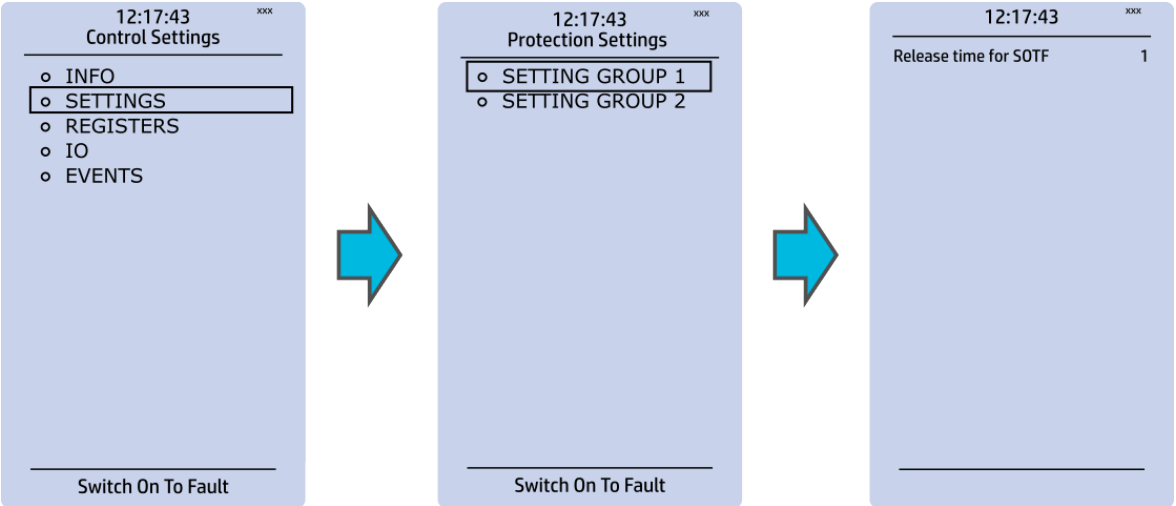 12:17:43 xxx
Control Settings
INFO
SETTINGS
REGISTERS
IO
EVENTS
Switch On To Fault
12:17:43 xxx
Protection Settings
SETTING GROUP 1
SETTING GROUP 2
Switch On To Fault
12:17:43 xxx
Release time for SOTF 1